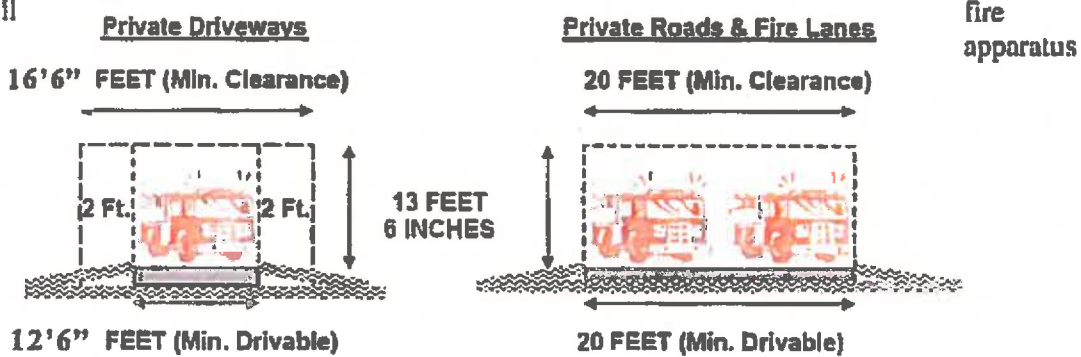 fire
apparatus
Private Driveways
16’6” FEET (Min. Clearance)
2 Ft.
2 Ft.
12’6” FEET (Min. Drivable)
Private Roads & Fire Lanes
20 FEET (Min. Clearance)
13 FEET
6 INCHES
20 FEET (Min. Drivable)